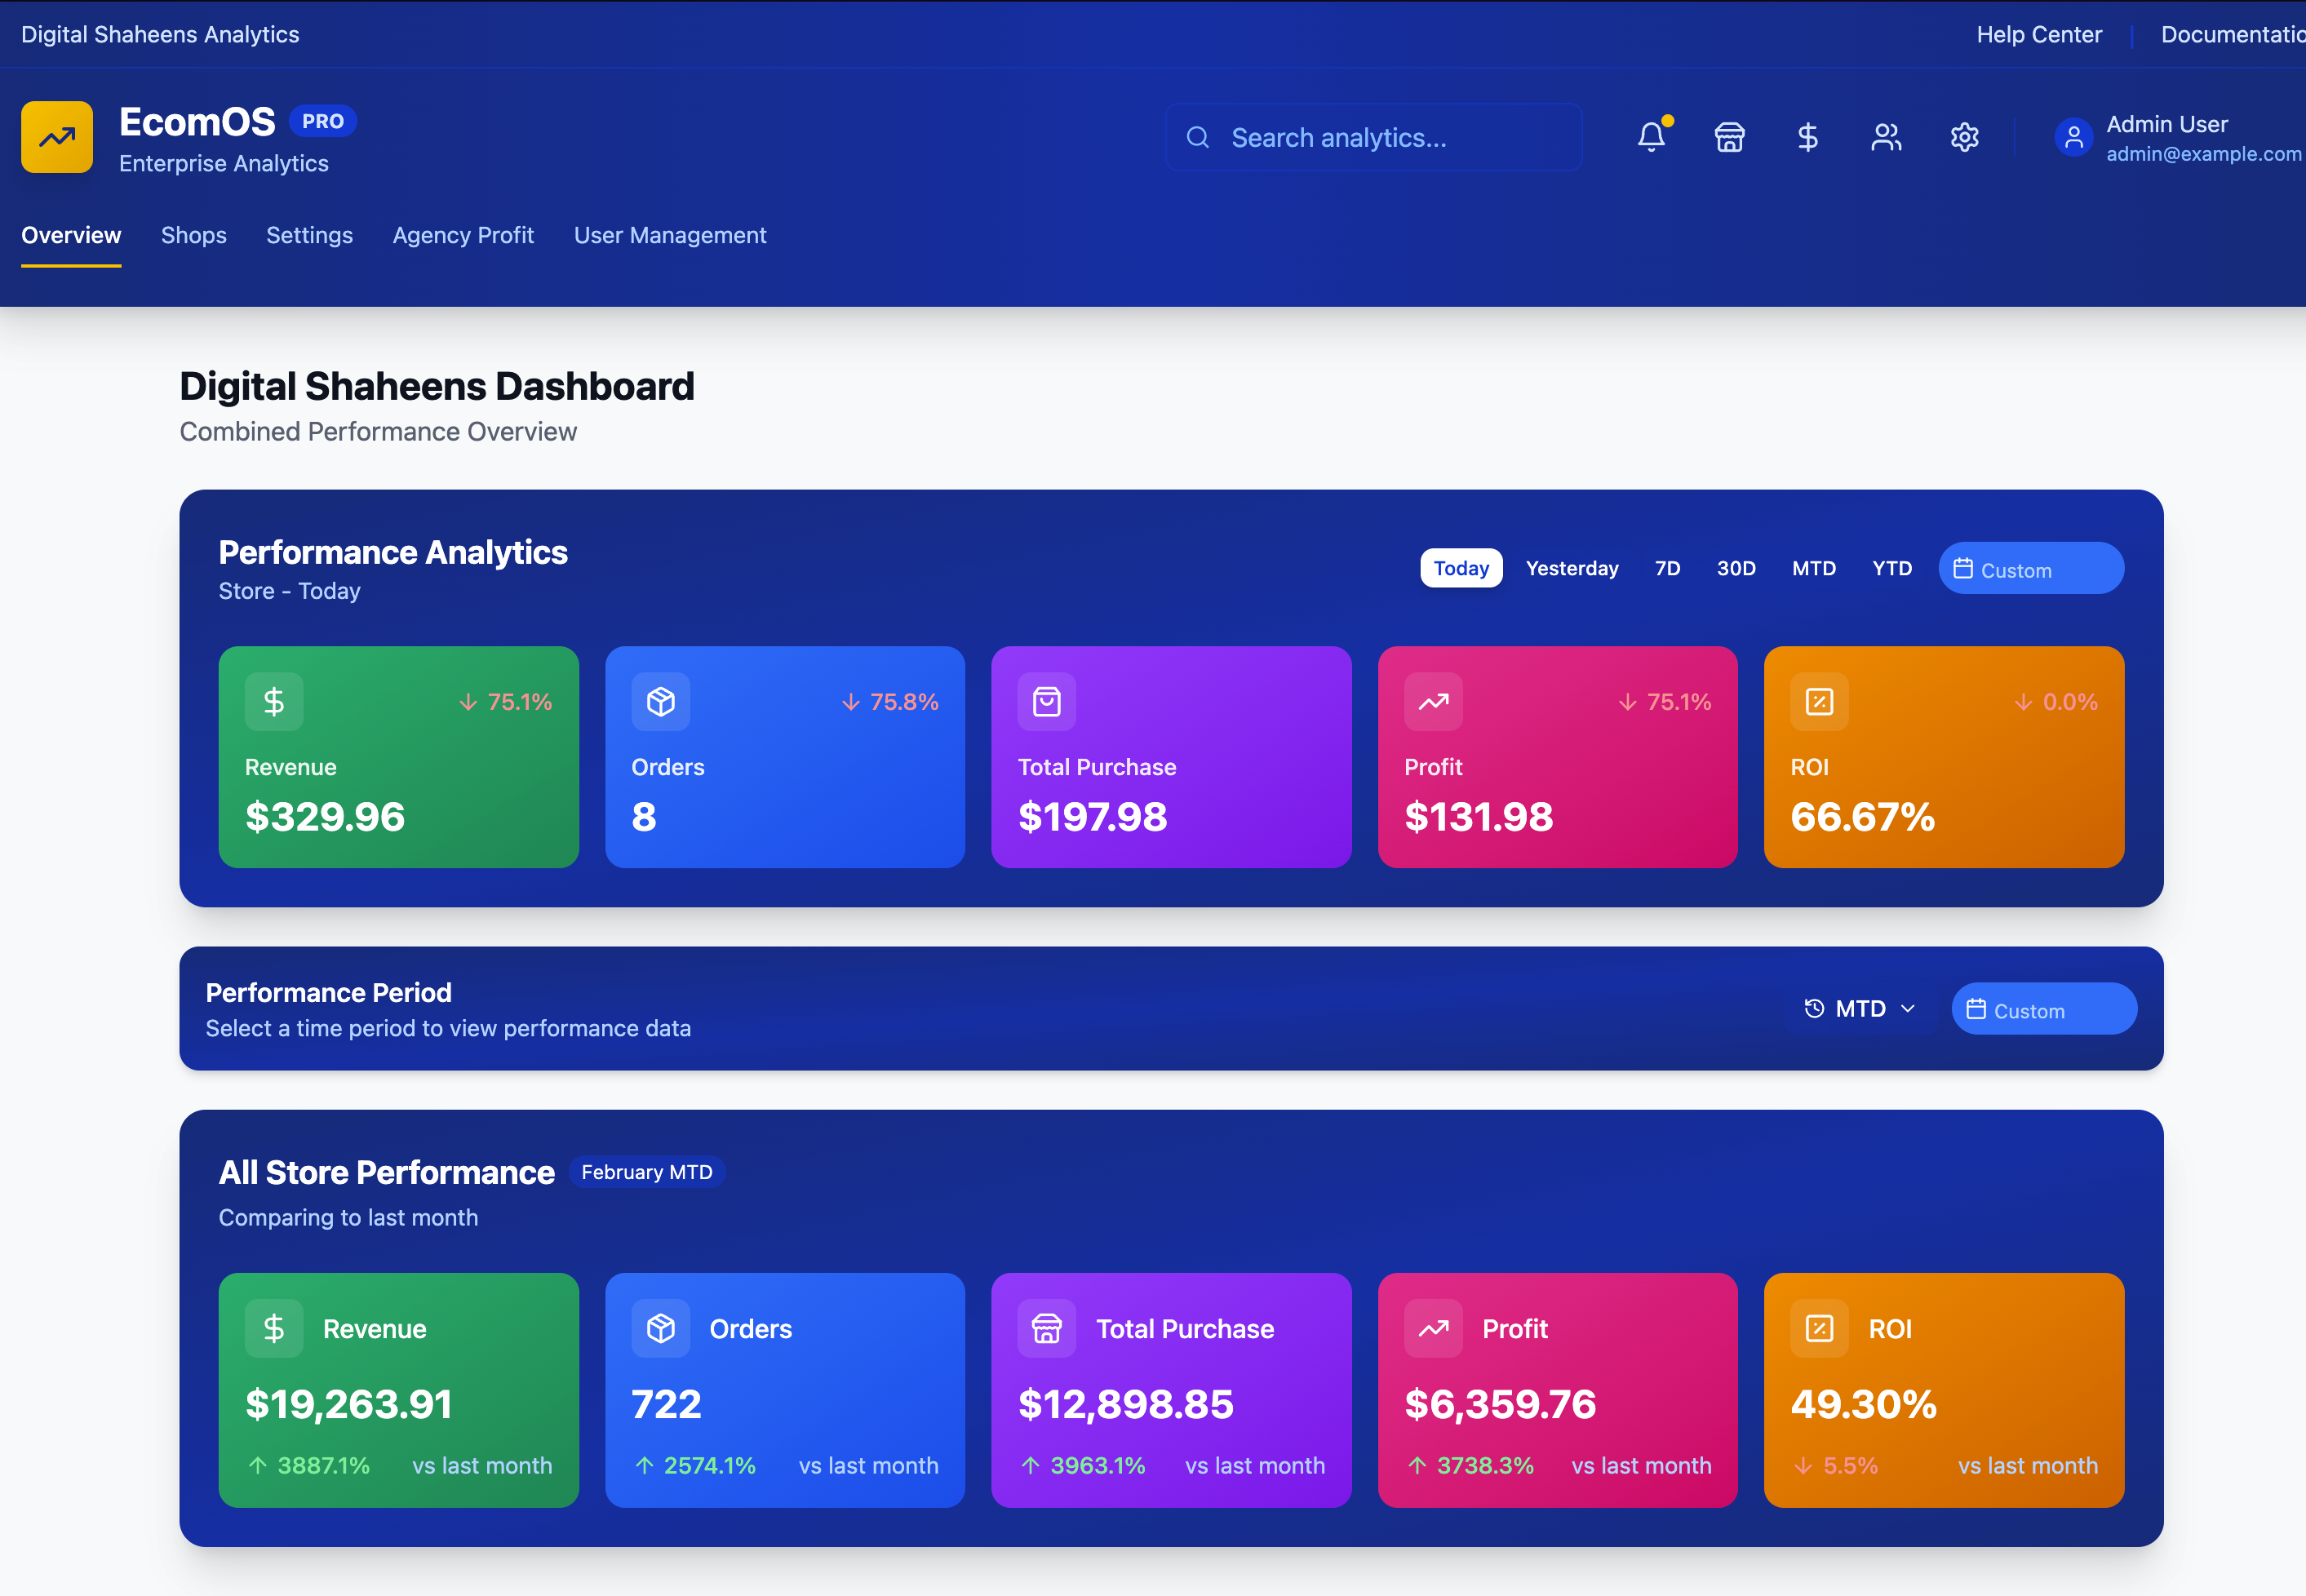 Digital Shaheens Analytics
Help Center
Documentatio
EcomOS PRO
Enterprise Analytics
Search analytics...
Admin User
admin@example.com
Overview Shops Settings Agency Profit User Management
Digital Shaheens Dashboard
Combined Performance Overview
Performance Analytics
Store - Today
Today Yesterday 7D 30D MTD YTD Custom
75.1%
Revenue
$329.96
75.8%
Orders
8
Total Purchase
$197.98
75.1%
Profit
$131.98
0.0%
ROI
66.67%
Performance Period
Select a time period to view performance data
MTD Custom
All Store Performance February MTD
Comparing to last month
Revenue
$19,263.91
3887.1% vs last month
Orders
722
2574.1% vs last month
Total Purchase
$12,898.85
3963.1% vs last month
Profit
$6,359.76
3738.3% vs last month
ROI
49.30%
5.5% vs last month